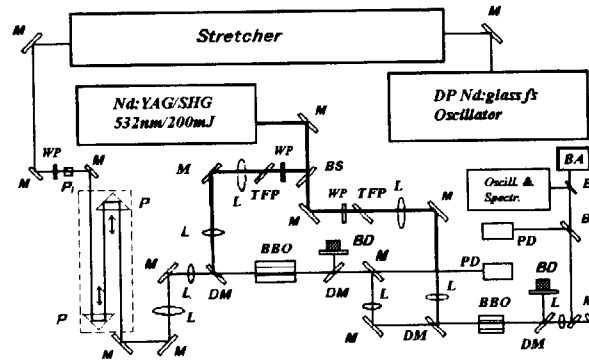 M
Stretcher
M
Nd:YAG/SHG
532nm/200mJ
M
DP Nd:glass fs
Oscillator
M
WP
P
M
M
L
TFP
WP
BS
M
WP
TFP
L
M
BA
Oscill. &
Spectr.
B
B
PD
P
L
M
L
DM
BBO
BD
DM
M
PD
L
L
BD
L
P
M
M
L
M
DM
BBO
DM
L
M